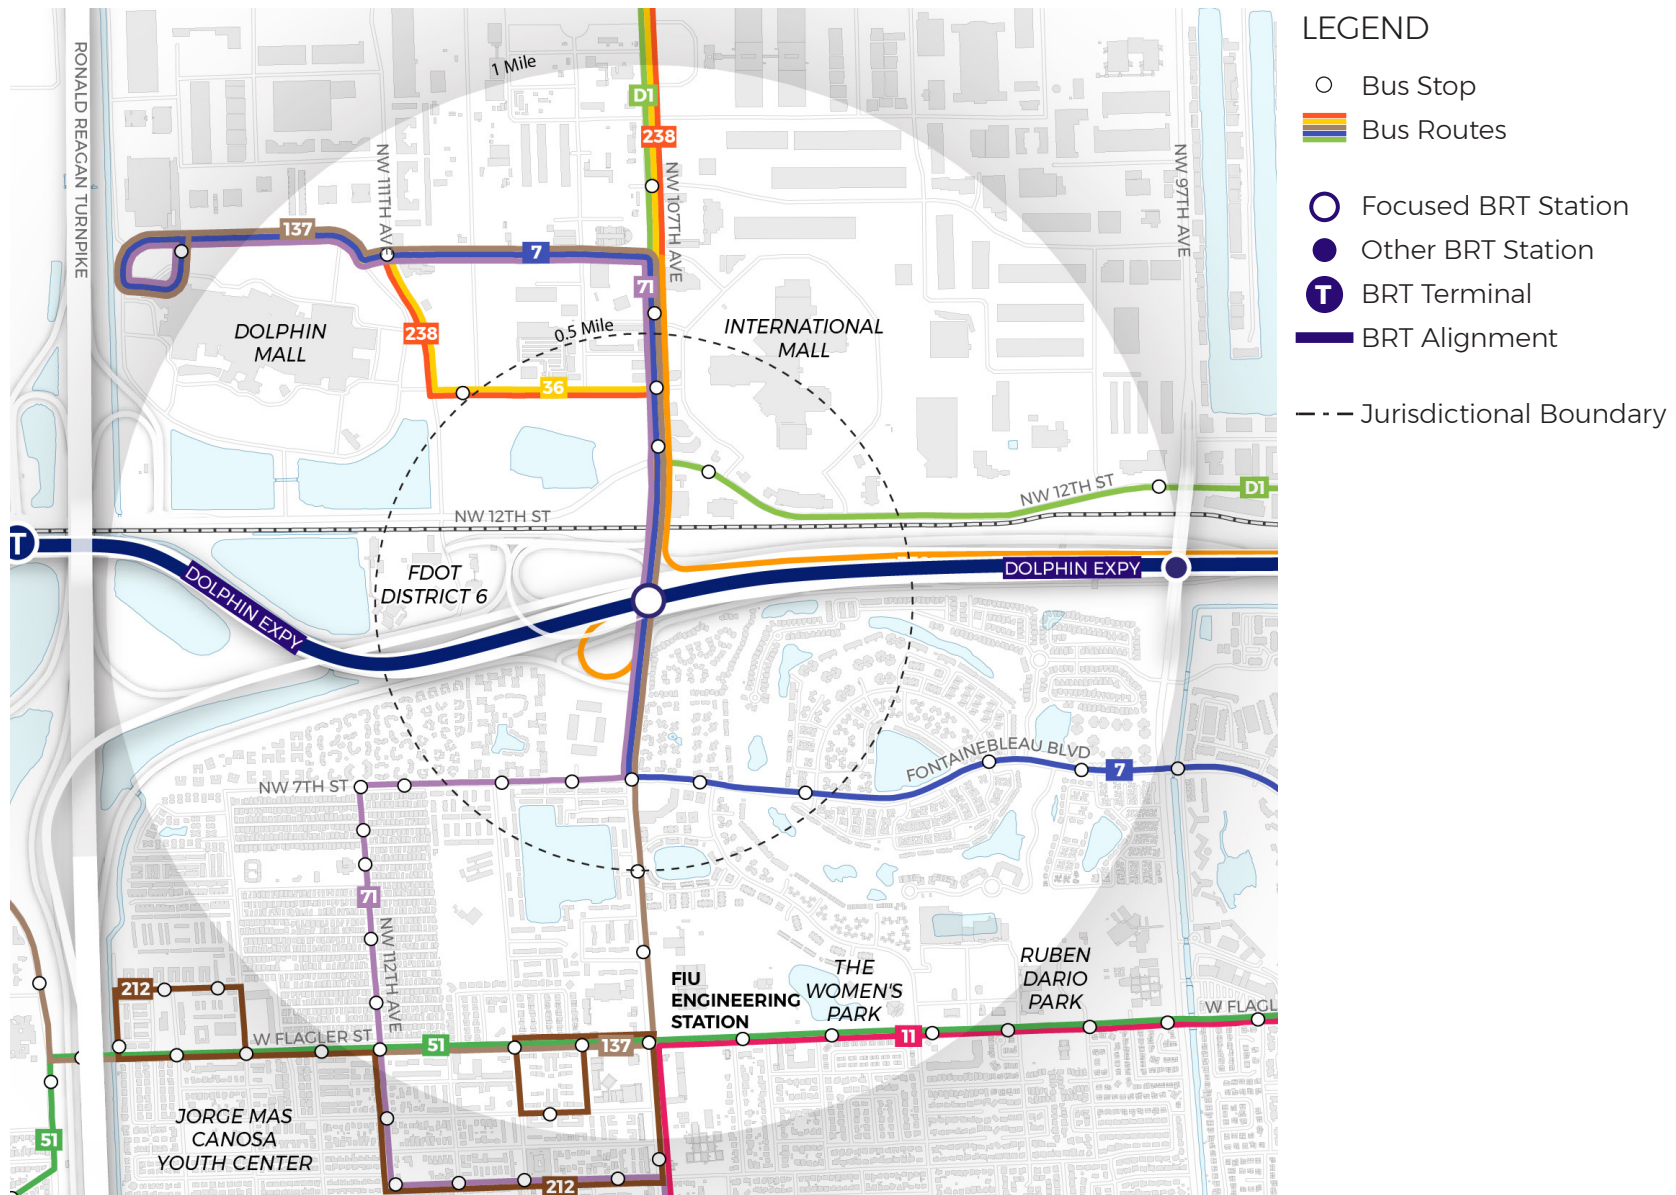 LEGEND
Bus Stop
Bus Routes
Focused BRT Station
Other BRT Station
T
BRT Terminal
BRT Alignment
Jurisdictional Boundary
RONALD REAGAN TURNPIKE
1 Mile
D1
238
NW 111TH AVE
NW 107TH AVE
NW 97TH AVE
137
7
71
DOLPHIN
MALL
238
0.5 Mile
INTERNATIONAL
MALL
36
NW 12TH ST
NW 12TH ST
D1
T
DOLPHIN EXPY
FDOT
DISTRICT 6
DOLPHIN EXPY
NW 7TH ST
FONTAINEBLEAU BLVD
7
71
NW 112TH AVE
212
W FLAGLER ST
51
137
FIU
ENGINEERING
STATION
THE
WOMEN'S
PARK
RUBEN
DARIO
PARK
11
W FLAGL
JORGE MAS
CANOSA
YOUTH CENTER
51
212